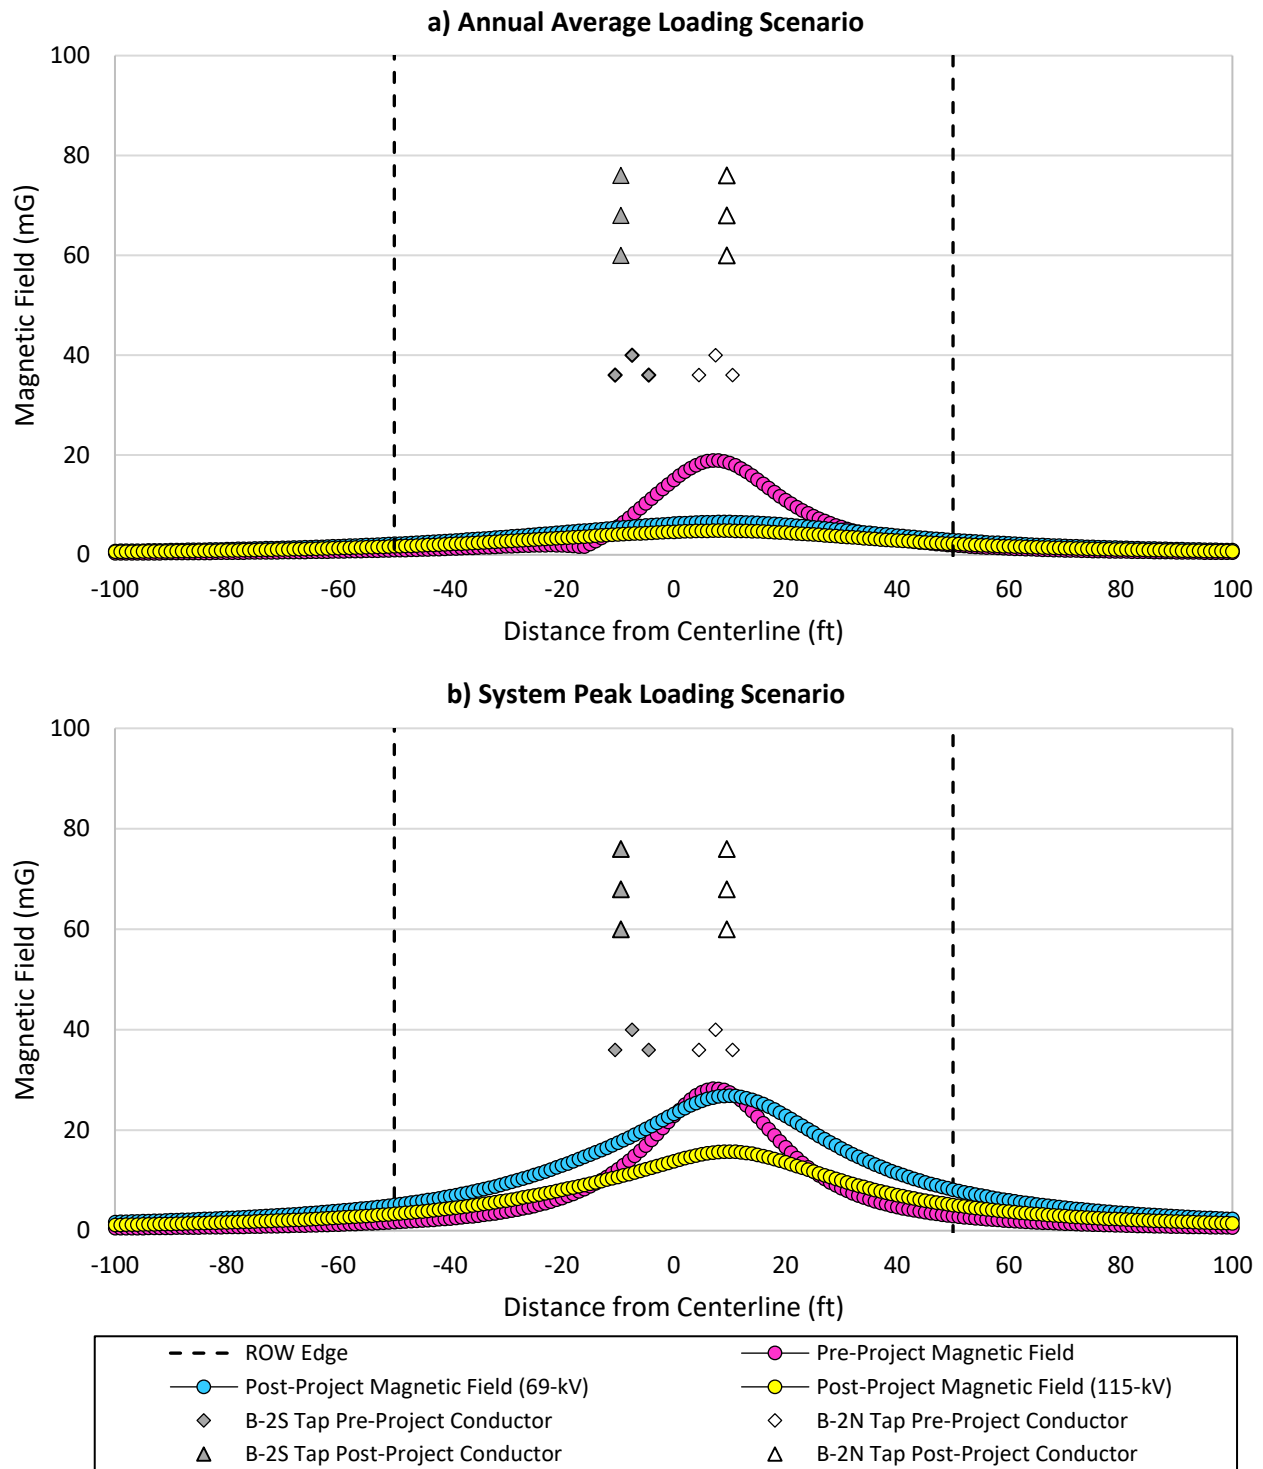 a) Annual Average Loading Scenario
100
80
60
40
20
0
Magnetic Field (mG)
-100 -80 -60 -40 -20 0 20 40 60 80 100
Distance from Centerline (ft)
b) System Peak Loading Scenario
100
80
60
40
20
0
Magnetic Field (mG)
-100 -80 -60 -40 -20 0 20 40 60 80 100
Distance from Centerline (ft)
ROW Edge Pre-Project Magnetic Field
Post-Project Magnetic Field (69-kV) Post-Project Magnetic Field (115-kV)
B-2S Tap Pre-Project Conductor B-2N Tap Pre-Project Conductor
B-2S Tap Post-Project Conductor B-2N Tap Post-Project Conductor